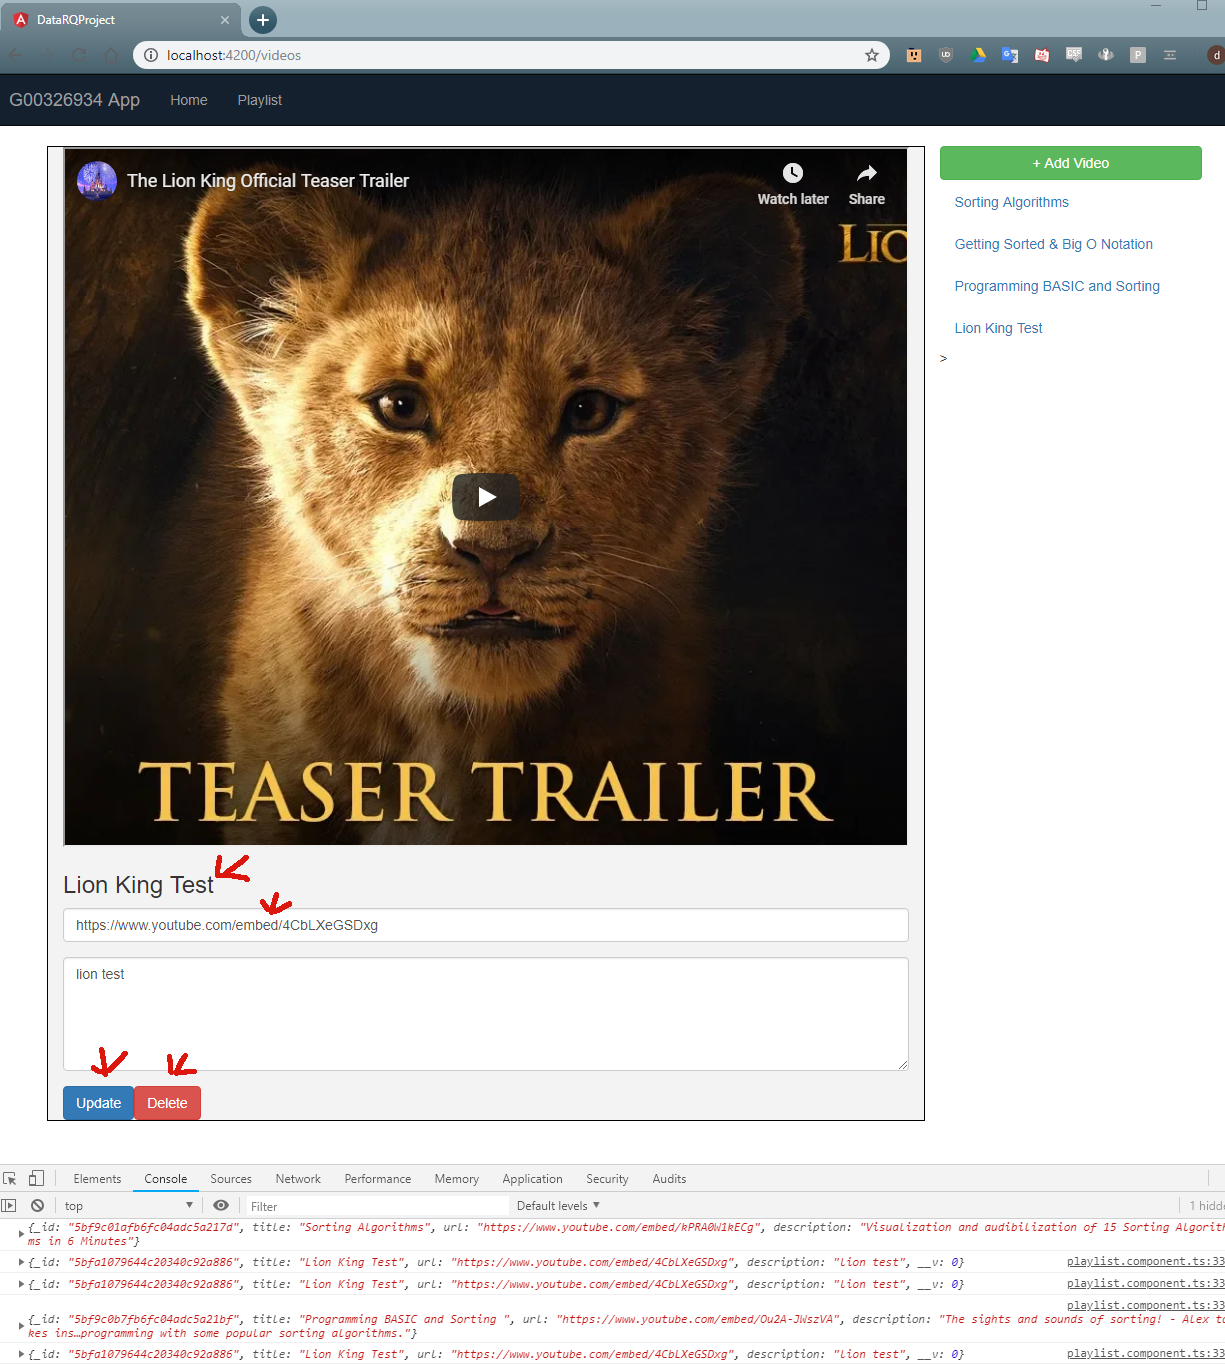 DataRQProject
localhost:4200/videos
G00326934 App
Home
Playlist
The Lion King Official Teaser Trailer
Watch later
Share
LIO
TEASER TRAILER
+ Add Video
Sorting Algorithms
Getting Sorted & Big O Notation
Programming BASIC and Sorting
Lion King Test
>
Lion King Test
https://www.youtube.com/embed/4CbLXeGSDxg
lion test
Update
Delete
Elements
Console
Sources
Network
Performance
Memory
Application
Security
Audits
top
Filter
Default levels
1 hidde
{_id: "5bf9c01afb6fc04adc5a217d", title: "Sorting Algorithms", url: "https://www.youtube.com/embed/kPRA0W1kECg", description: "Visualization and audibilization of 15 Sorting Algorith
ms in 6 Minutes"}
{_id: "5bfa1079644c20340c92a886", title: "Lion King Test", url: "https://www.youtube.com/embed/4CbLXeGSDxg", description: "lion test", __v: 0}
playlist.component.ts:33
{_id: "5bfa1079644c20340c92a886", title: "Lion King Test", url: "https://www.youtube.com/embed/4CbLXeGSDxg", description: "lion test", __v: 0}
playlist.component.ts:33
playlist.component.ts:33
{_id: "5bf9c0b7fb6fc04adc5a21bf", title: "Programming BASIC and Sorting ", url: "https://www.youtube.com/embed/Ou2A-JWszVA", description: "The sights and sounds of sorting! - Alex ta
kes ins…programming with some popular sorting algorithms."}
{_id: "5bfa1079644c20340c92a886", title: "Lion King Test", url: "https://www.youtube.com/embed/4CbLXeGSDxg", description: "lion test", __v: 0}
playlist.component.ts:33